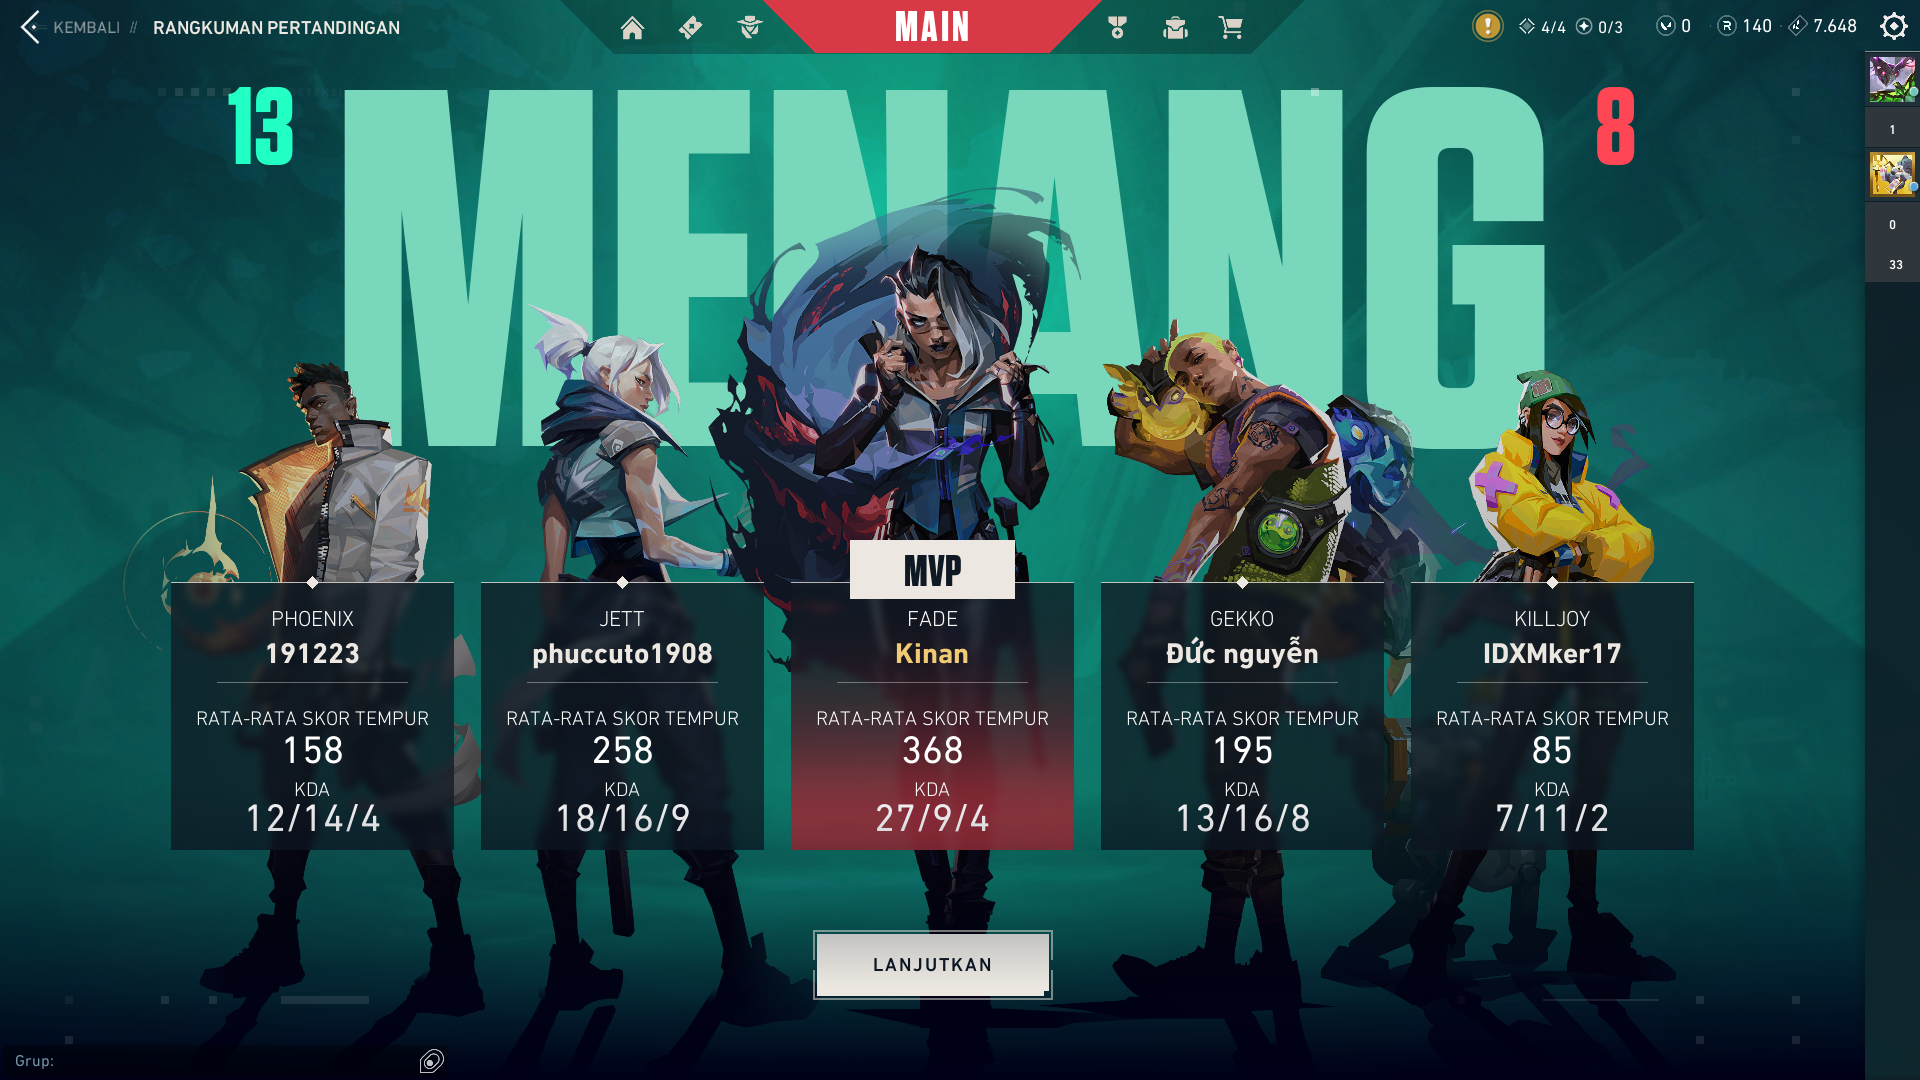 KEMBALI // RANGKUMAN PERTANDINGAN
MAIN
4/4 0/3 0 140 7.648
13 MENANG 8
1
0
33
MVP
PHOENIX
191223
RATA-RATA SKOR TEMPUR
158
KDA
12/14/4
JETT
phuccuto1908
RATA-RATA SKOR TEMPUR
258
KDA
18/16/9
FADE
Kinan
RATA-RATA SKOR TEMPUR
368
KDA
27/9/4
GEKKO
Đức nguyễn
RATA-RATA SKOR TEMPUR
195
KDA
13/16/8
KILLJOY
IDXMker17
RATA-RATA SKOR TEMPUR
85
KDA
7/11/2
LANJUTKAN
Grup: